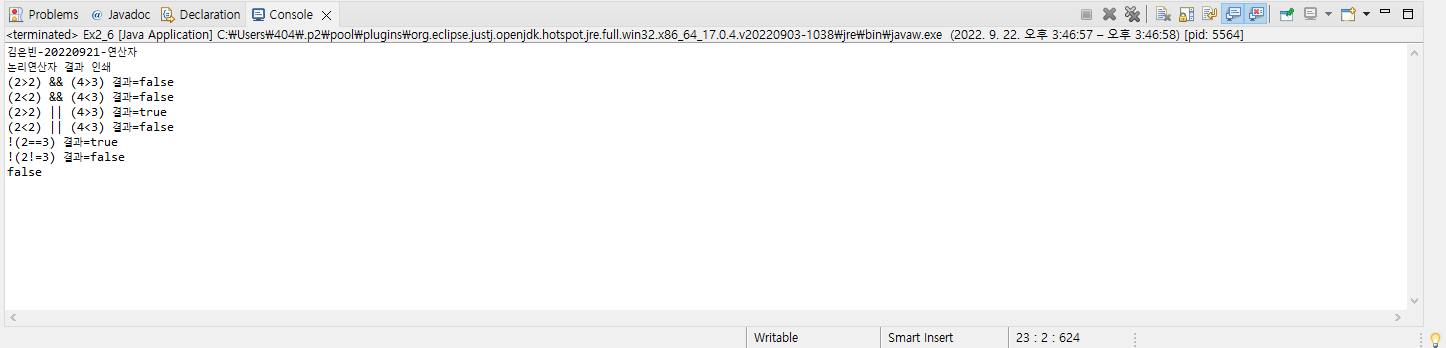 Problems @ Javadoc Declaration Console
<terminated> Ex2_6 [Java Application] C:₩Users₩404₩.p2₩pool₩plugins₩org.eclipse.justj.openjdk.hotspot.jre.full.win32.x86_64_17.0.4.v20220903-1038₩jre₩bin₩javaw.exe (2022. 9. 22. 오후 3:46:57 – 오후 3:46:58) [pid: 5564]
김은빈-20220921-연산자
논리연산자 결과 인쇄
(2>2) && (4>3) 결과=false
(2<2) && (4<3) 결과=false
(2>2) || (4>3) 결과=true
(2<2) || (4<3) 결과=false
!(2==3) 결과=true
!(2!=3) 결과=false
false
Writable Smart Insert 23 : 2 : 624